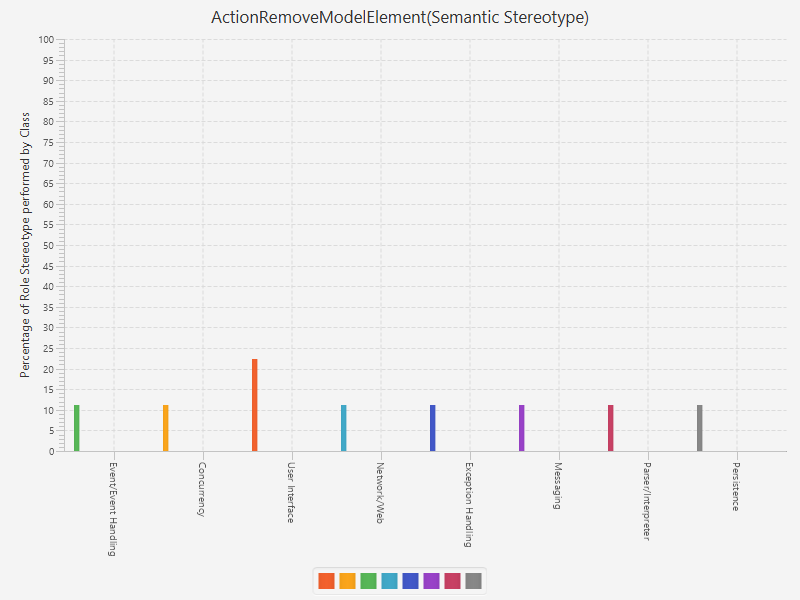 ActionRemoveModelElement(Semantic Stereotype)
Percentage of Role Stereotype performed by Class
100
95
90
85
80
75
70
65
60
55
50
45
40
35
30
25
20
15
10
5
0
Event/Event Handling
Concurrency
User Interface
Network/Web
Exception Handling
Messaging
Parser/Interpreter
Persistence